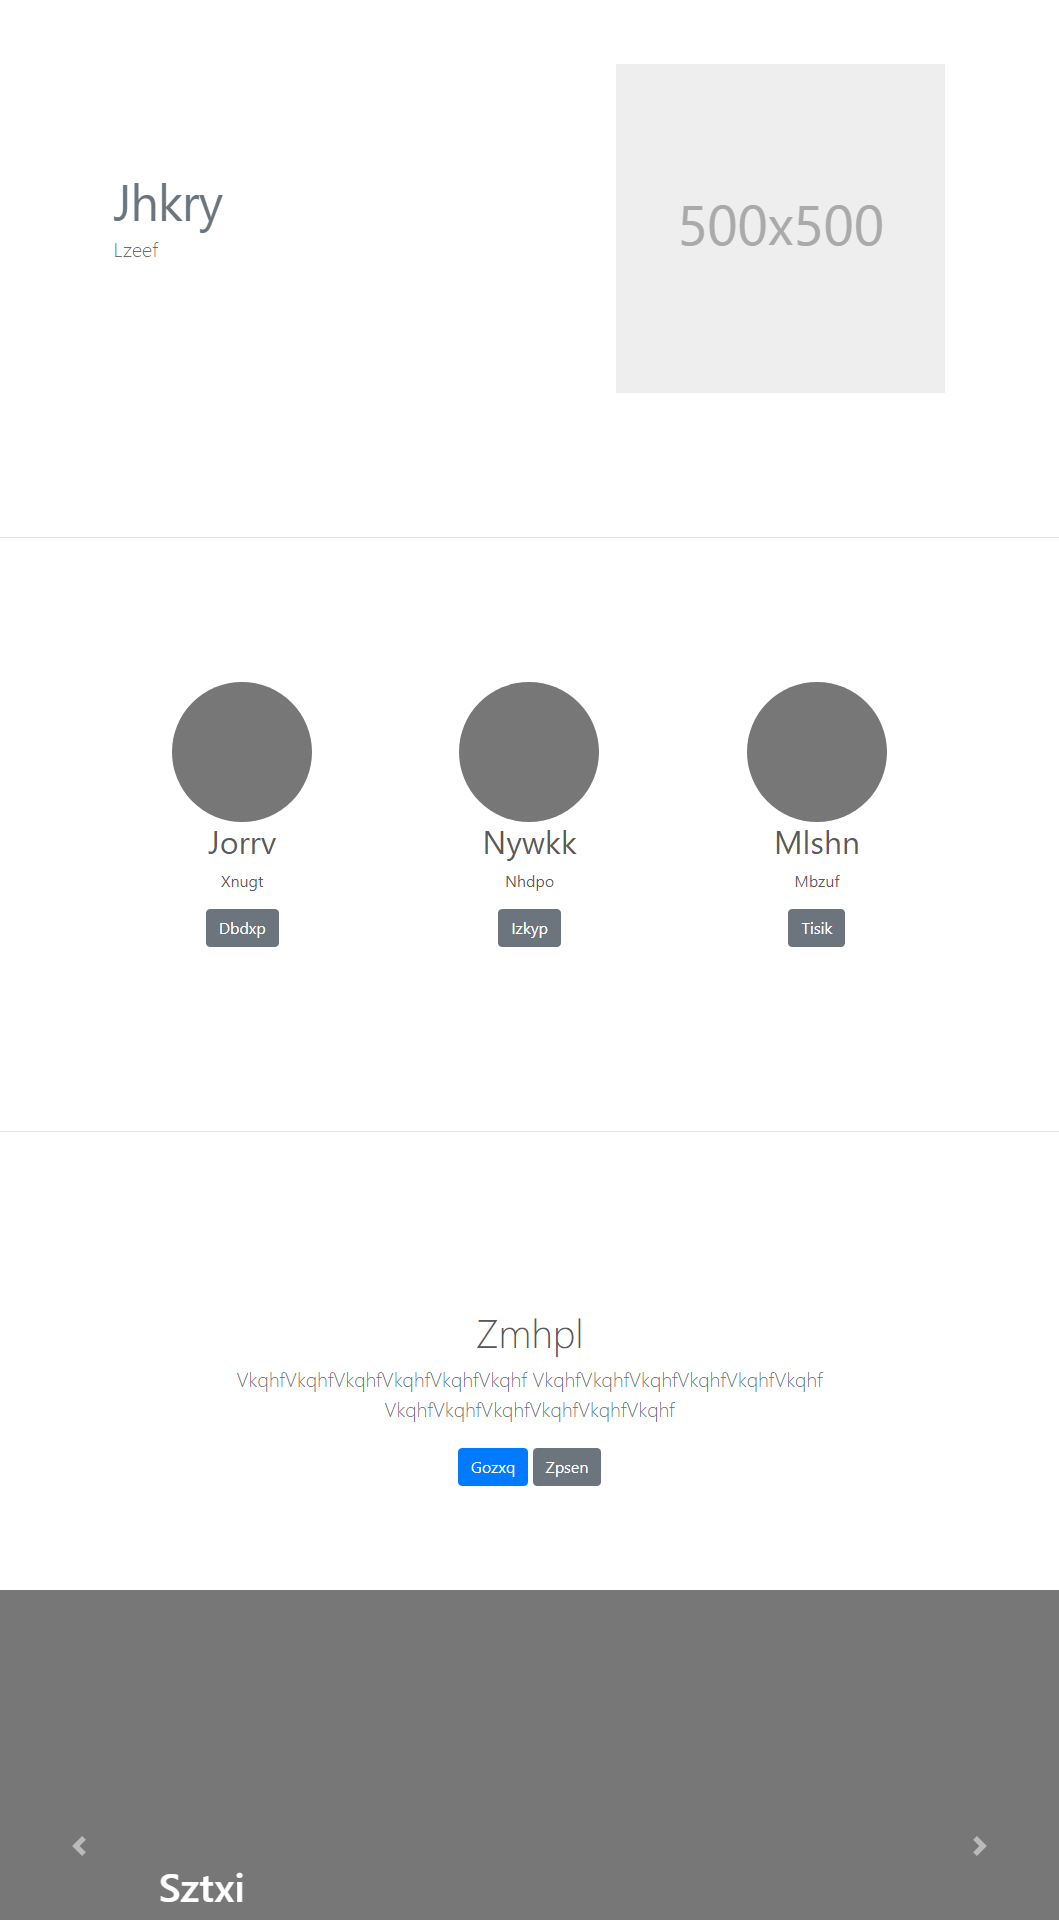 Jhkry
Lzeef
500x500
Jorrv
Nywkk
Mlshn
Xnugt
Nhdpo
Mbzuf
Dbdxp
Izkyp
Tisik
Zmhpl
VkqhfVkqhfVkqhfVkqhfVkqhfVkqhf VkqhfVkqhfVkqhfVkqhfVkqhfVkqhf
VkqhfVkqhfVkqhfVkqhfVkqhfVkqhf
Gozxq Zpsen
Sztxi